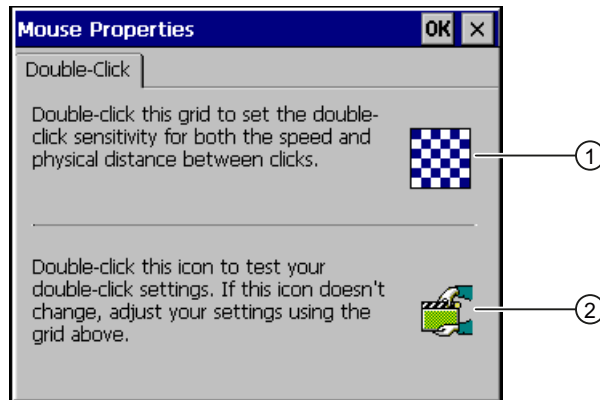 Mouse Properties OK ×
Double-Click
Double-click this grid to set the double-
click sensitivity for both the speed and
physical distance between clicks.
1
Double-click this icon to test your
double-click settings. If this icon doesn't
change, adjust your settings using the
grid above.
2